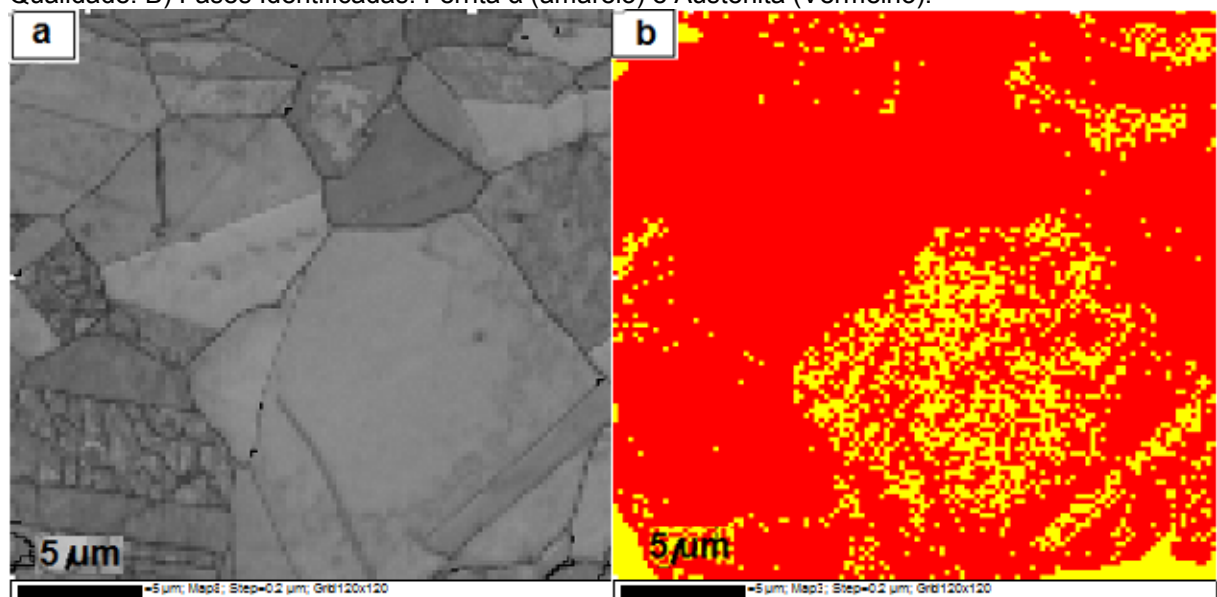 Qualidade. B) Fases Identificadas: Ferrita α (amarelo) e Austenita (Vermelho).
a
b
5 µm
5 µm
=5 µm; Map8; Step=0.2 µm; Grid120x120
=5 µm; Map3; Step=0.2 µm; Grid120x120